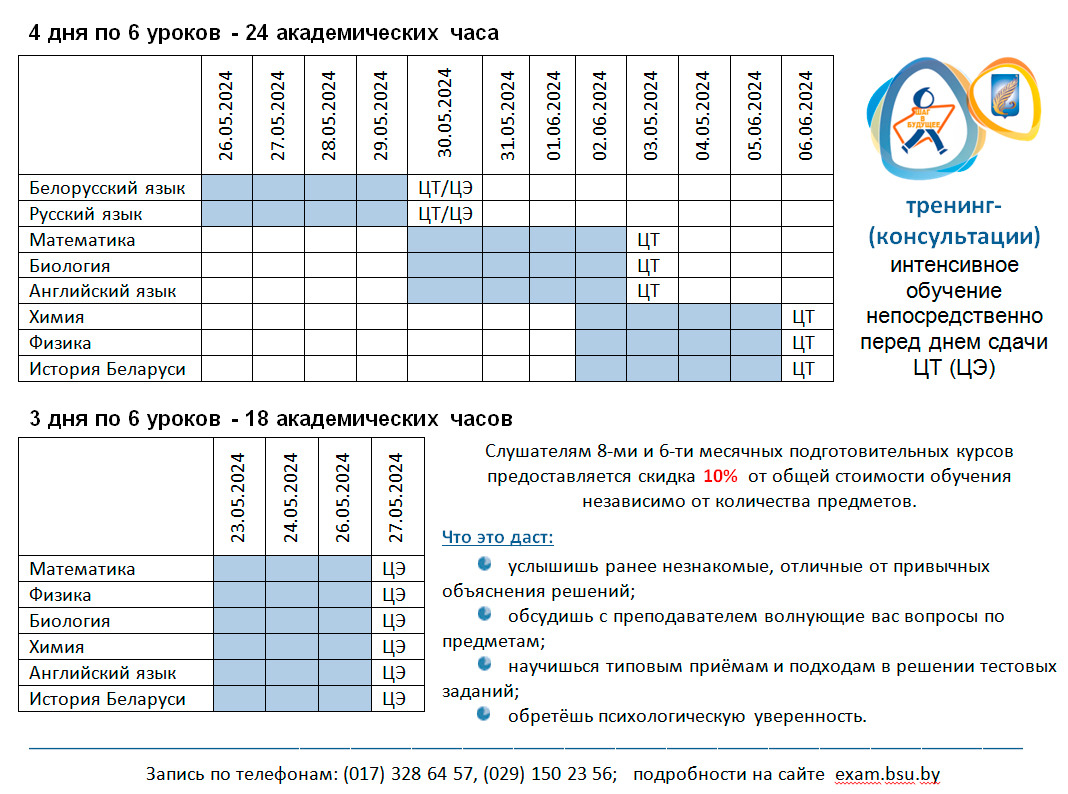 4 дня по 6 уроков - 24 академических часа
26.05.2024 27.05.2024 28.05.2024 29.05.2024 30.05.2024 31.05.2024 01.06.2024 02.06.2024 03.05.2024 04.05.2024 05.06.2024 06.06.2024
Белорусский язык ЦТ/ЦЭ
Русский язык ЦТ/ЦЭ
Математика ЦТ
Биология ЦТ
Английский язык ЦТ
Химия ЦТ
Физика ЦТ
История Беларуси ЦТ
ШАГ
В
БУДУЩЕЕ
тренинг-
(консультации)
интенсивное
обучение
непосредственно
перед днем сдачи
ЦТ (ЦЭ)
3 дня по 6 уроков - 18 академических часов
23.05.2024 24.05.2024 26.05.2024 27.05.2024
Математика ЦЭ
Физика ЦЭ
Биология ЦЭ
Химия ЦЭ
Английский язык ЦЭ
История Беларуси ЦЭ
Слушателям 8-ми и 6-ти месячных подготовительных курсов
предоставляется скидка 10% от общей стоимости обучения
независимо от количества предметов.
Что это даст:
услышишь ранее незнакомые, отличные от привычных
объяснения решений;
обсудишь с преподавателем волнующие вас вопросы по
предметам;
научишься типовым приёмам и подходам в решении тестовых
заданий;
обретёшь психологическую уверенность.
Запись по телефонам: (017) 328 64 57, (029) 150 23 56; подробности на сайте exam.bsu.by